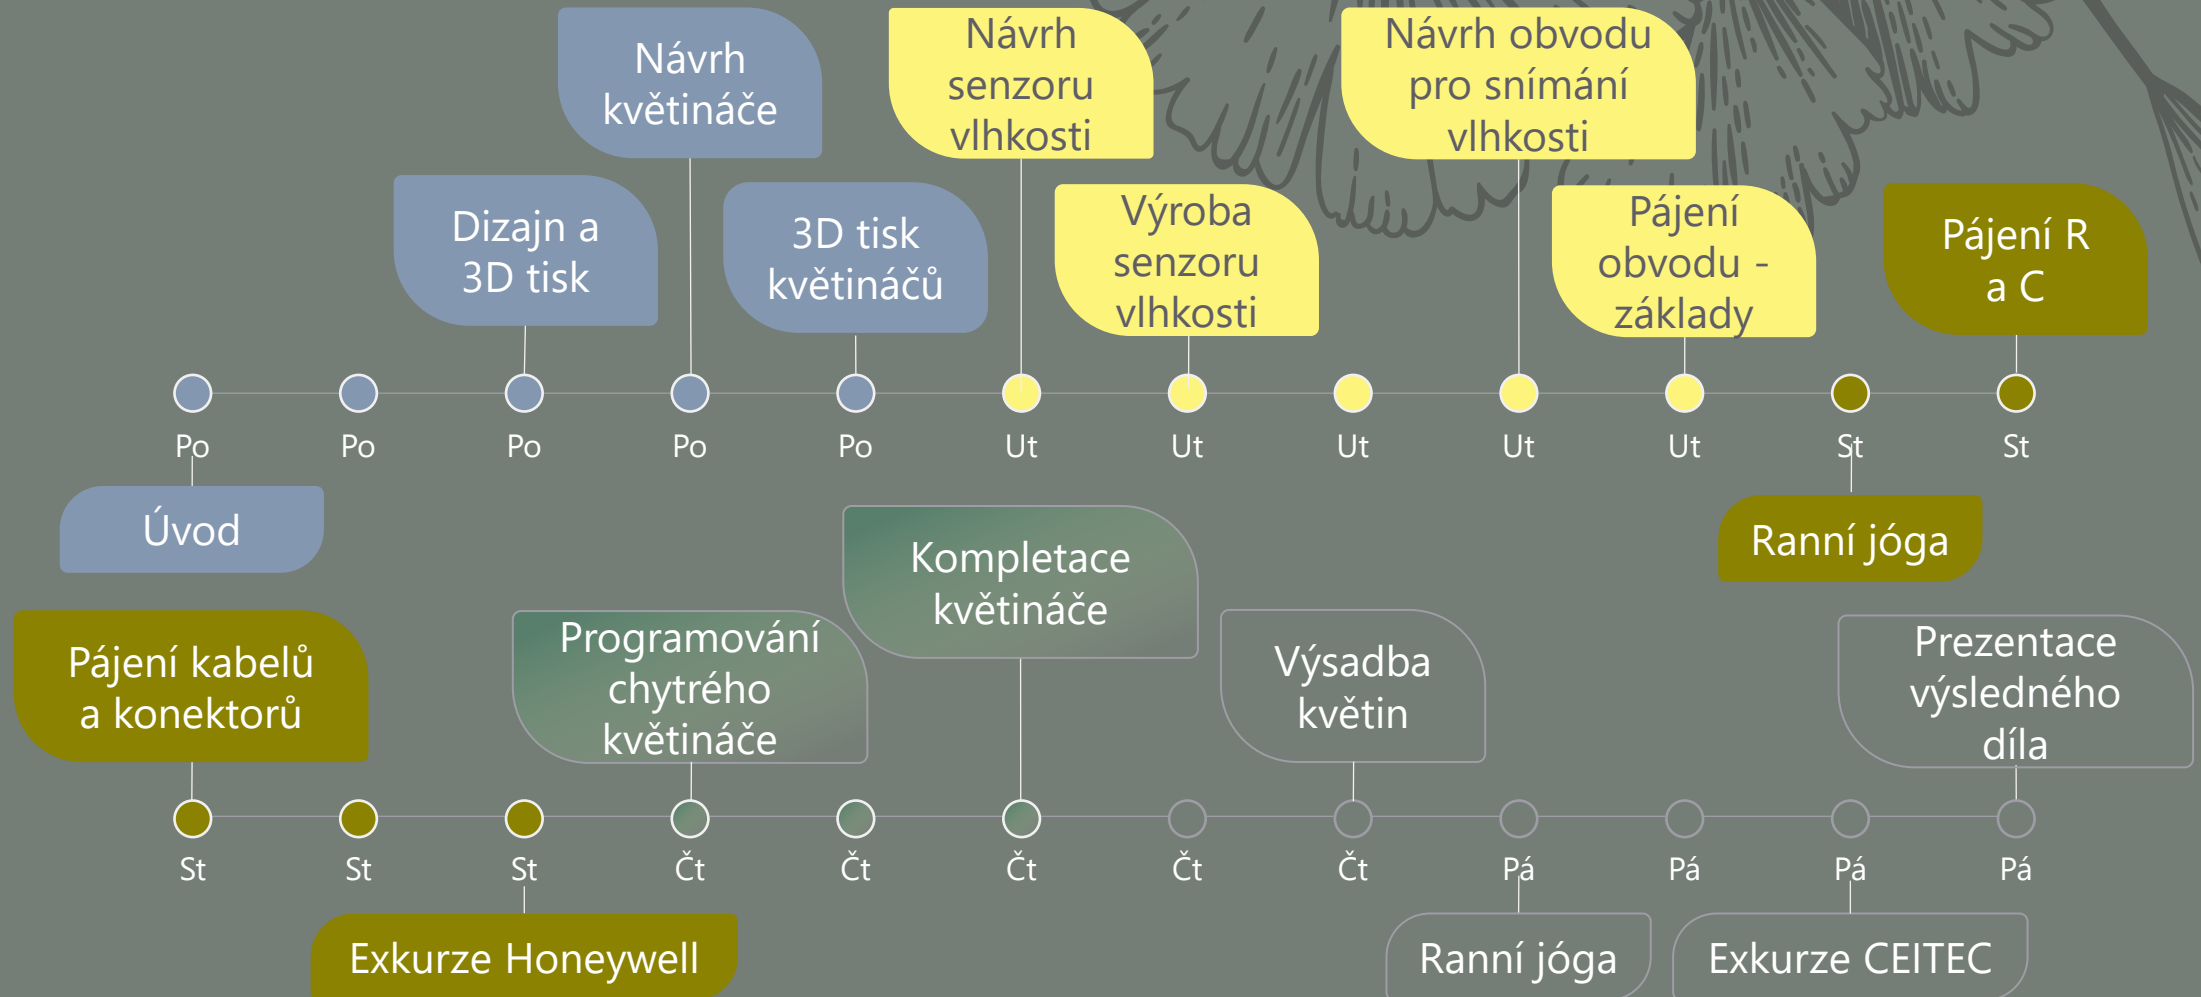 Návrh
květináče
Návrh
senzoru
vlhkosti
Návrh obvodu
pro snímání
vlhkosti
Dizajn a
3D tisk
3D tisk
květináčů
Výroba
senzoru
vlhkosti
Pájení
obvodu -
základy
Pájení R
a C
Po Po Po Po Po Ut Ut Ut Ut Ut St St
Úvod
Ranní jóga
Pájení kabelů
a konektorů
Programování
chytrého
květináče
Kompletace
květináče
Výsadba
květin
Prezentace
výsledného
díla
St St St Čt Čt Čt Čt Čt Pá Pá Pá Pá
Exkurze Honeywell
Ranní jóga
Exkurze CEITEC